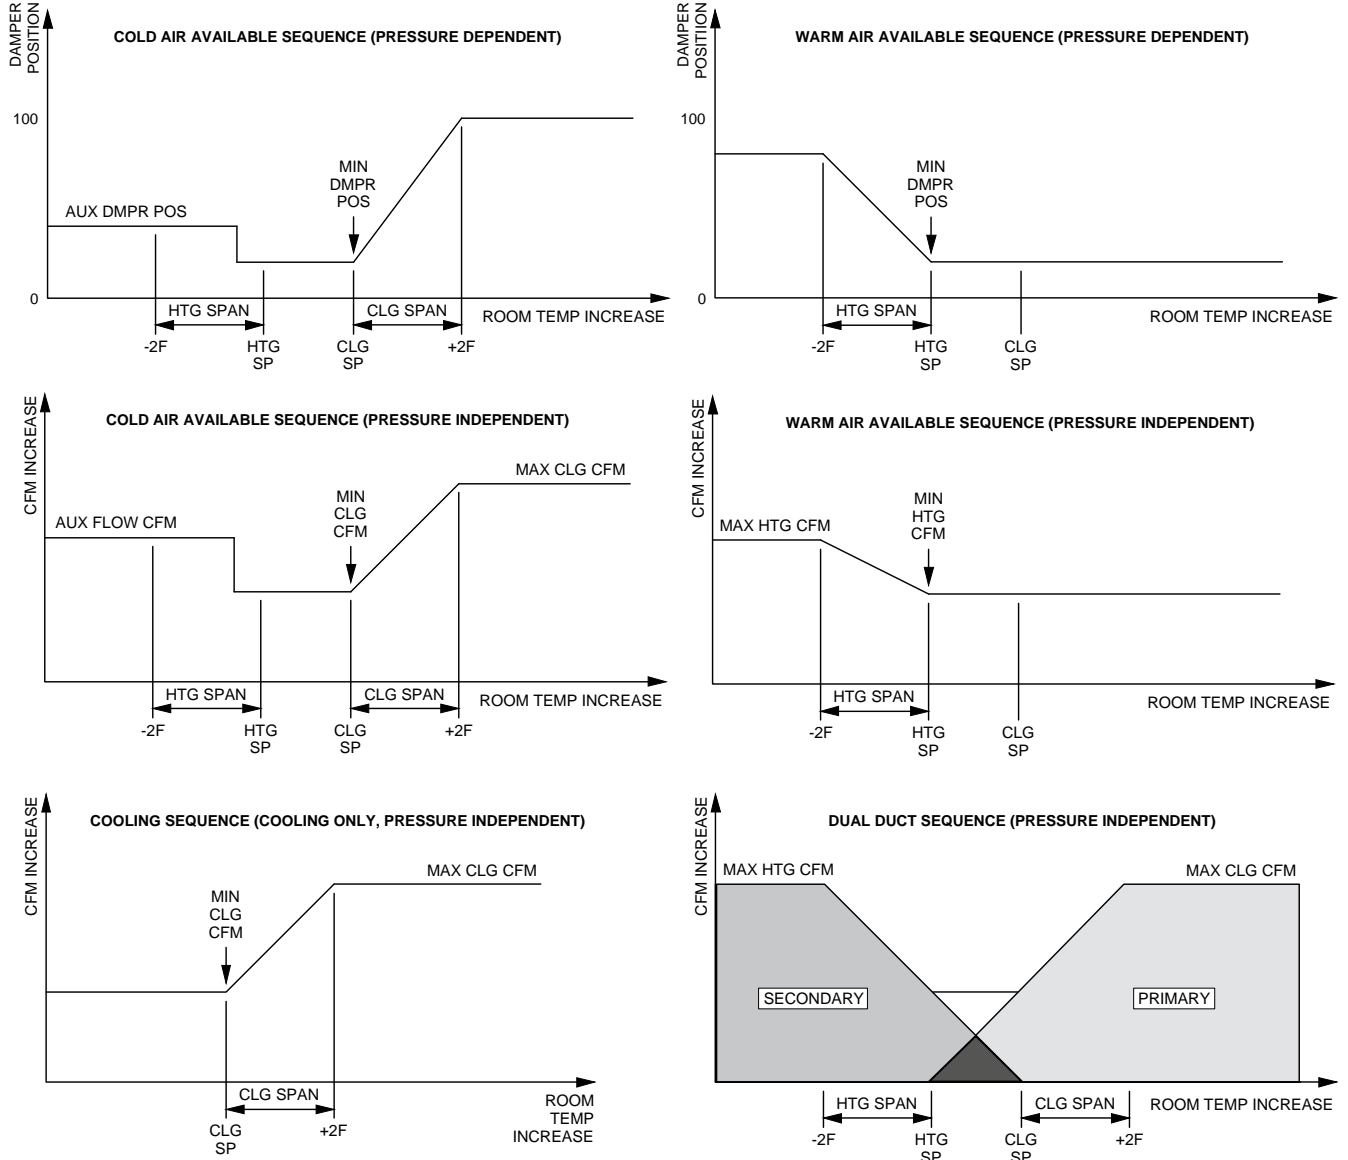 DAMPER
POSITION
COLD AIR AVAILABLE SEQUENCE (PRESSURE DEPENDENT)
100
MIN
DMPR
POS
AUX DMPR POS
0
HTG SPAN
CLG SPAN
ROOM TEMP INCREASE
-2F
HTG
SP
CLG
SP
+2F
DAMPER
POSITIION
WARM AIR AVAILABLE SEQUENCE (PRESSURE DEPENDENT)
100
MIN
DMPR
POS
0
HTG SPAN
ROOM TEMP INCREASE
-2F
HTG
SP
CLG
SP
CFM INCREASE
COLD AIR AVAILABLE SEQUENCE (PRESSURE INDEPENDENT)
MAX CLG CFM
MIN
CLG
CFM
AUX FLOW CFM
HTG SPAN
CLG SPAN
ROOM TEMP INCREASE
-2F
HTG
SP
CLG
SP
+2F
CFM INCREASE
WARM AIR AVAILABLE SEQUENCE (PRESSURE INDEPENDENT)
MIN
HTG
CFM
MAX HTG CFM
HTG SPAN
ROOM TEMP INCREASE
-2F
HTG
SP
CLG
SP
CFM INCREASE
COOLING SEQUENCE (COOLING ONLY, PRESSURE INDEPENDENT)
MAX CLG CFM
MIN
CLG
CFM
CLG SPAN
ROOM
TEMP
INCREASE
CLG
SP
+2F
CFM INCREASE
DUAL DUCT SEQUENCE (PRESSURE INDEPENDENT)
MAX HTG CFM
MAX CLG CFM
SECONDARY
PRIMARY
HTG SPAN
CLG SPAN
ROOM TEMP INCREASE
-2F
HTG
SP
CLG
SP
+2F